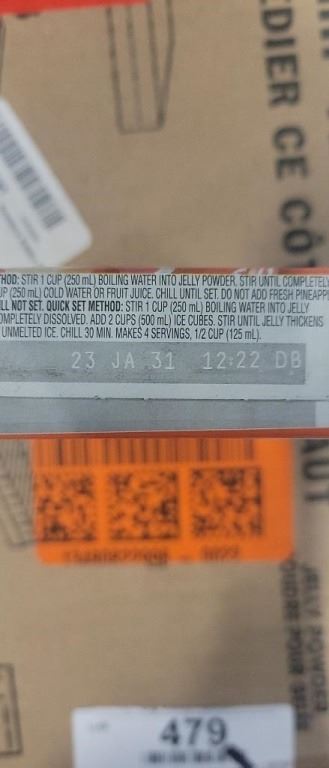 DIER CE CÔ
HOD: STIR 1 CUP (250 mL) BOILING WATER INTO JELLY POWDER. STIR UNTIL COMPLETELY
UP (250 mL) COLD WATER OR FRUIT JUICE. CHILL UNTIL SET. DO NOT ADD FRESH PINEAPP
LL NOT SET. QUICK SET METHOD: STIR 1 CUP (250 mL) BOILING WATER INTO JELLY
OMPLETELY DISSOLVED. ADD 2 CUPS (500 mL) ICE CUBES. STIR UNTIL JELLY THICKENS
UNMELTED ICE. CHILL 30 MIN. MAKES 4 SERVINGS, 1/2 CUP (125 mL).
23 JA 31 12:22 DB
JELLY POWDER
479